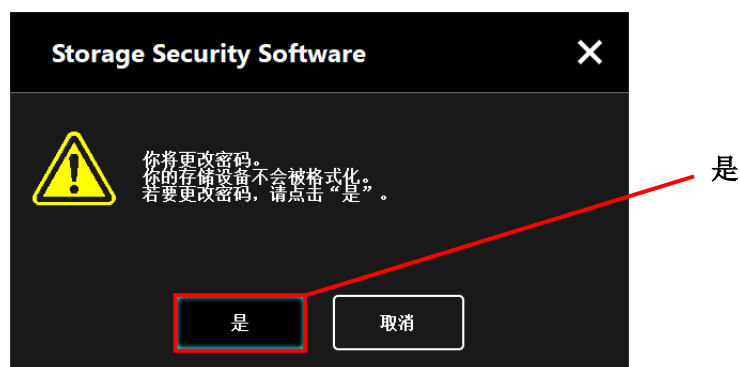 Storage Security Software
你将更改密码。
你的存储设备不会被格式化。
若要更改密码，请点击“是”。
是
是
取消